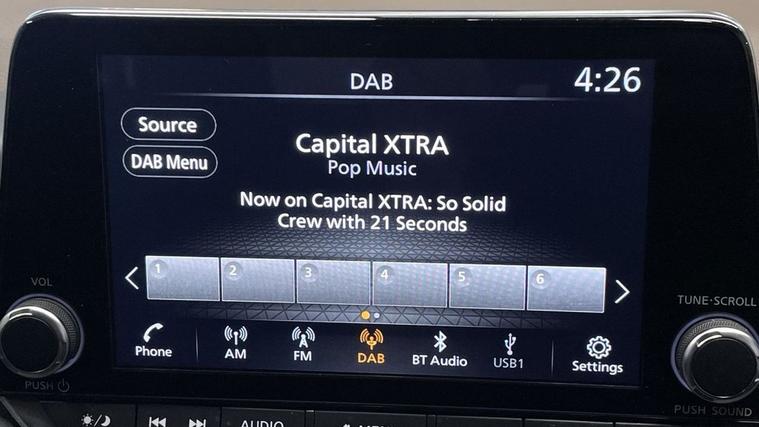 DAB
4:26
Source
DAB Menu
Capital XTRA
Pop Music
Now on Capital XTRA: So Solid
Crew with 21 Seconds
1 2 3 4 5 6
VOL
TUNE·SCROLL
Phone AM FM DAB BT Audio USB1 Settings
PUSH
PUSH SOUND
AUDIO